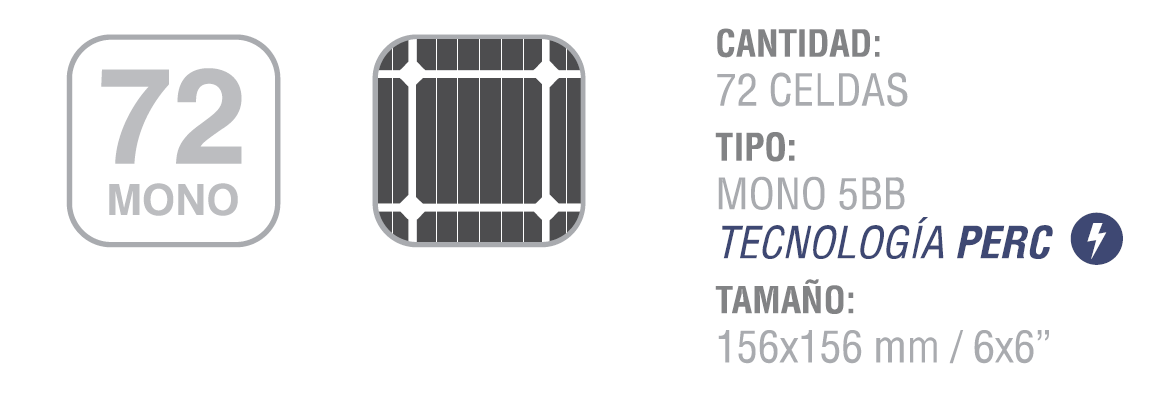 72
MONO
CANTIDAD:
72 CELDAS
TIPO:
MONO 5BB
TECNOLOGÍA PERC
TAMAÑO:
156x156 mm / 6x6”